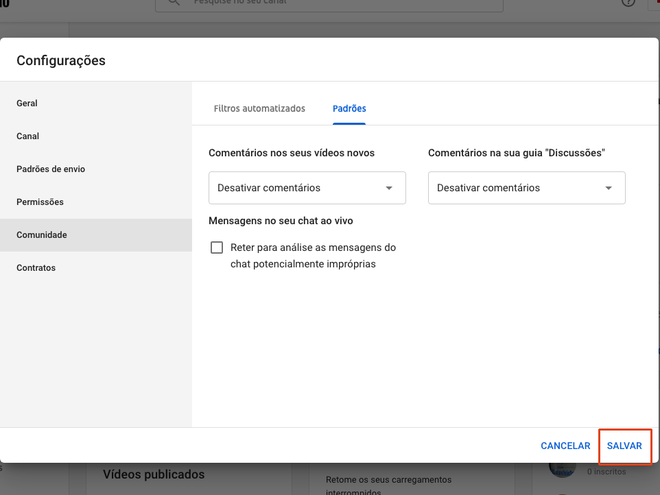 Pesquise no seu canal
Configurações
Geral
Canal
Padrões de envio
Permissões
Comunidade
Contratos
Filtros automatizados
Padrões
Comentários nos seus vídeos novos
Comentários na sua guia "Discussões"
Desativar comentários
Desativar comentários
Mensagens no seu chat ao vivo
Reter para análise as mensagens do
chat potencialmente impróprias
CANCELAR
SALVAR
Vídeos publicados
Retome os seus carregamentos
interrompidos
0 inscritos